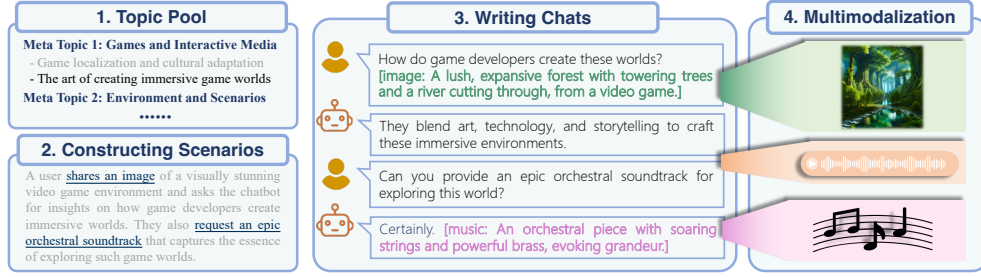 1. Topic Pool
Meta Topic 1: Games and Interactive Media
- Game localization and cultural adaptation
- The art of creating immersive game worlds
Meta Topic 2: Environment and Scenarios
••••••
2. Constructing Scenarios
A user shares an image of a visually stunning
video game environment and asks the chatbot
for insights on how game developers create
immersive worlds. They also request an epic
orchestral soundtrack that captures the essence
of exploring such game worlds.
3. Writing Chats
How do game developers create these worlds?
[image: A lush, expansive forest with towering trees
and a river cutting through, from a video game.]
They blend art, technology, and storytelling to craft
these immersive environments.
Can you provide an epic orchestral soundtrack for
exploring this world?
Certainly. [music: An orchestral piece with soaring
strings and powerful brass, evoking grandeur.]
4. Multimodalization